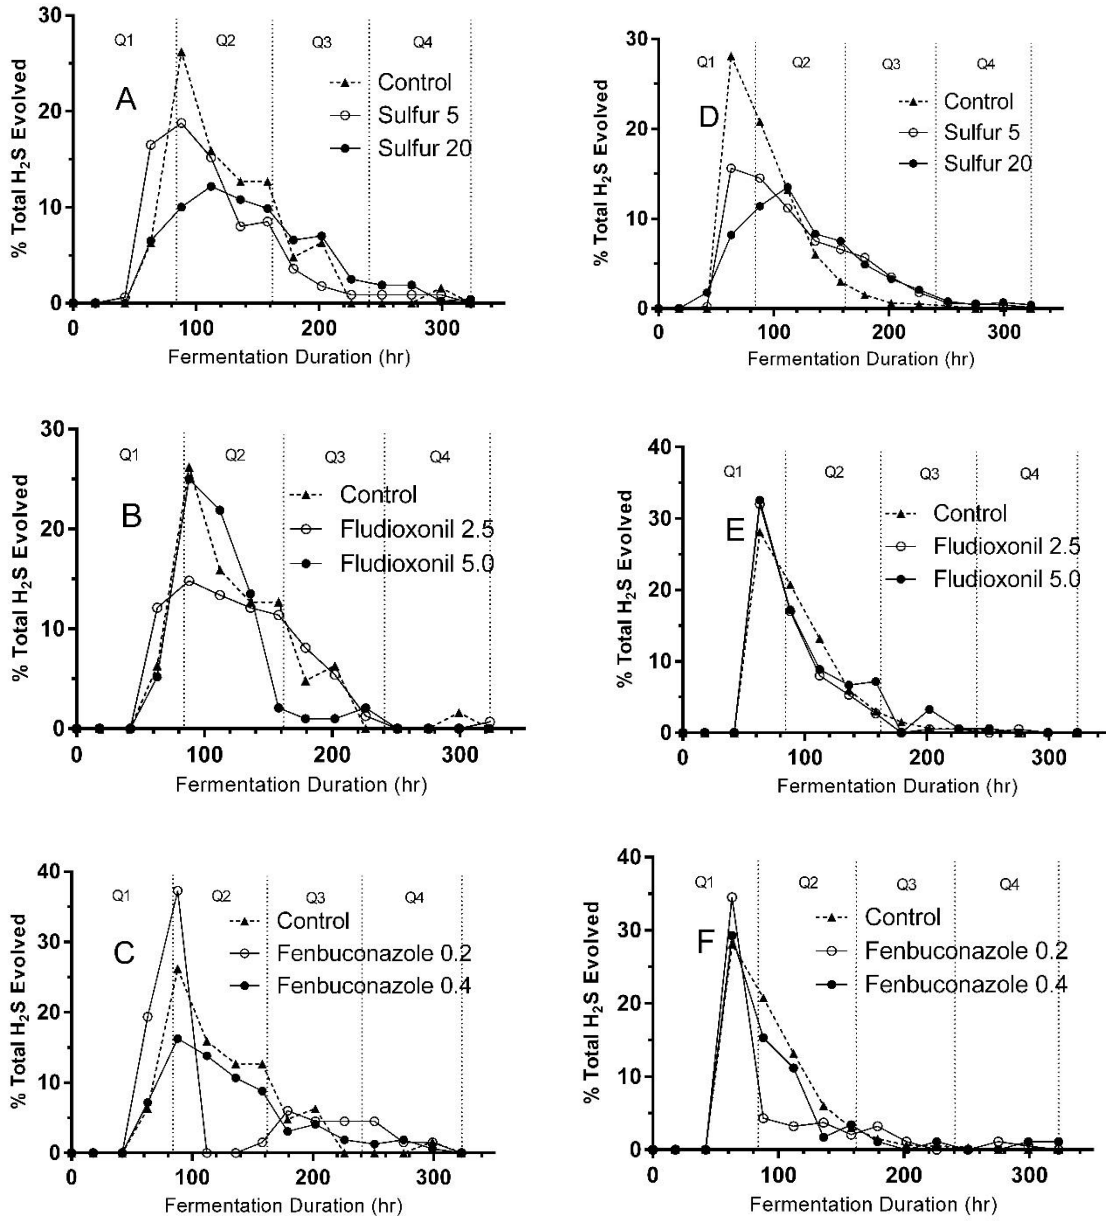 30
20
10
0
% Total H₂S Evolved
Q1 Q2 Q3 Q4
A
Control
Sulfur 5
Sulfur 20
0 100 200 300
Fermentation Duration (hr)
30
20
10
0
% Total H₂S Evolved
Q1 Q2 Q3 Q4
D
Control
Sulfur 5
Sulfur 20
0 100 200 300
Fermentation Duration (hr)
30
20
10
0
% Total H₂S Evolved
Q1 Q2 Q3 Q4
B
Control
Fludioxonil 2.5
Fludioxonil 5.0
0 100 200 300
Fermentation Duration (hr)
40
30
20
10
0
% Total H₂S Evolved
Q1 Q2 Q3 Q4
E
Control
Fludioxonil 2.5
Fludioxonil 5.0
0 100 200 300
Fermentation Duration (hr)
40
30
20
10
0
% Total H₂S Evolved
Q1 Q2 Q3 Q4
C
Control
Fenbuconazole 0.2
Fenbuconazole 0.4
0 100 200 300
Fermentation Duration (hr)
40
30
20
10
0
% Total H₂S Evolved
Q1 Q2 Q3 Q4
F
Control
Fenbuconazole 0.2
Fenbuconazole 0.4
0 100 200 300
Fermentation Duration (hr)